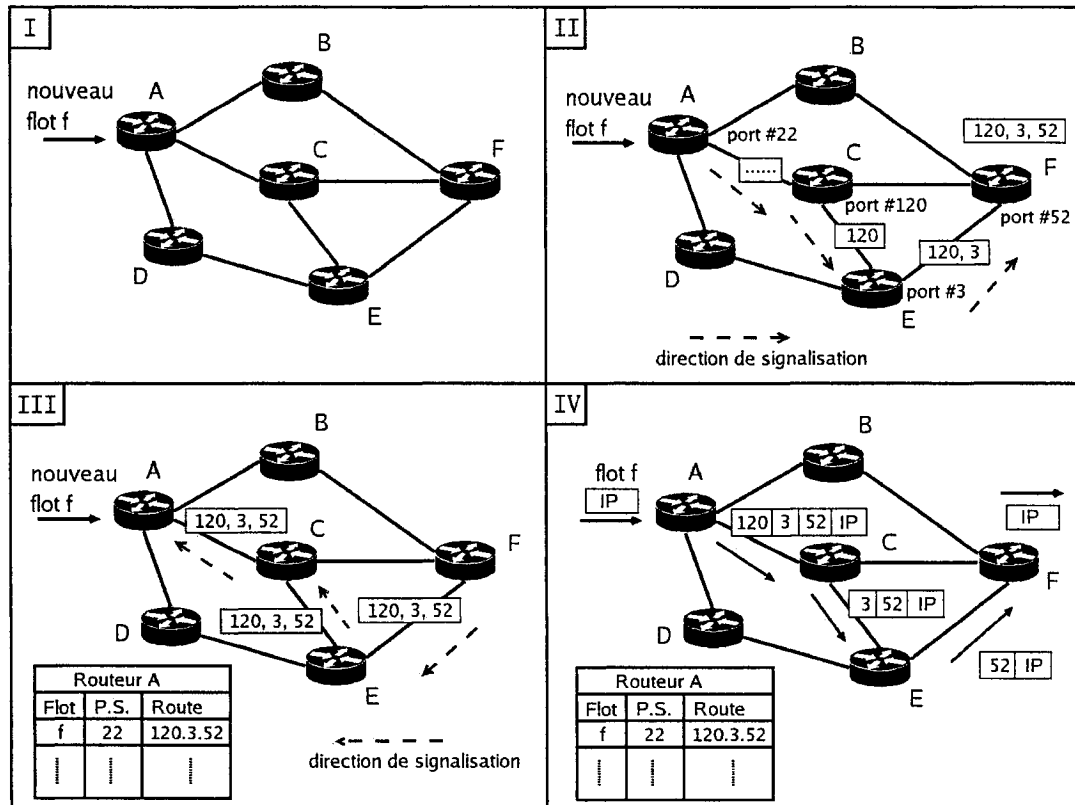 I
B
A
nouveau
flot f
C
F
D
E
II
B
A
nouveau
flot f
port #22
120, 3, 52
C
F
......
port #120
port #52
120
120, 3
D
port #3
E
direction de signalisation
III
B
A
nouveau
flot f
120, 3, 52
C
F
120, 3, 52
120, 3, 52
D
E
Routeur A
Flot P.S. Route
f 22 120.3.52
direction de signalisation
IV
B
A
flot f
IP
IP
120 3 52 IP
C
F
3 52 IP
D
52 IP
E
Routeur A
Flot P.S. Route
f 22 120.3.52